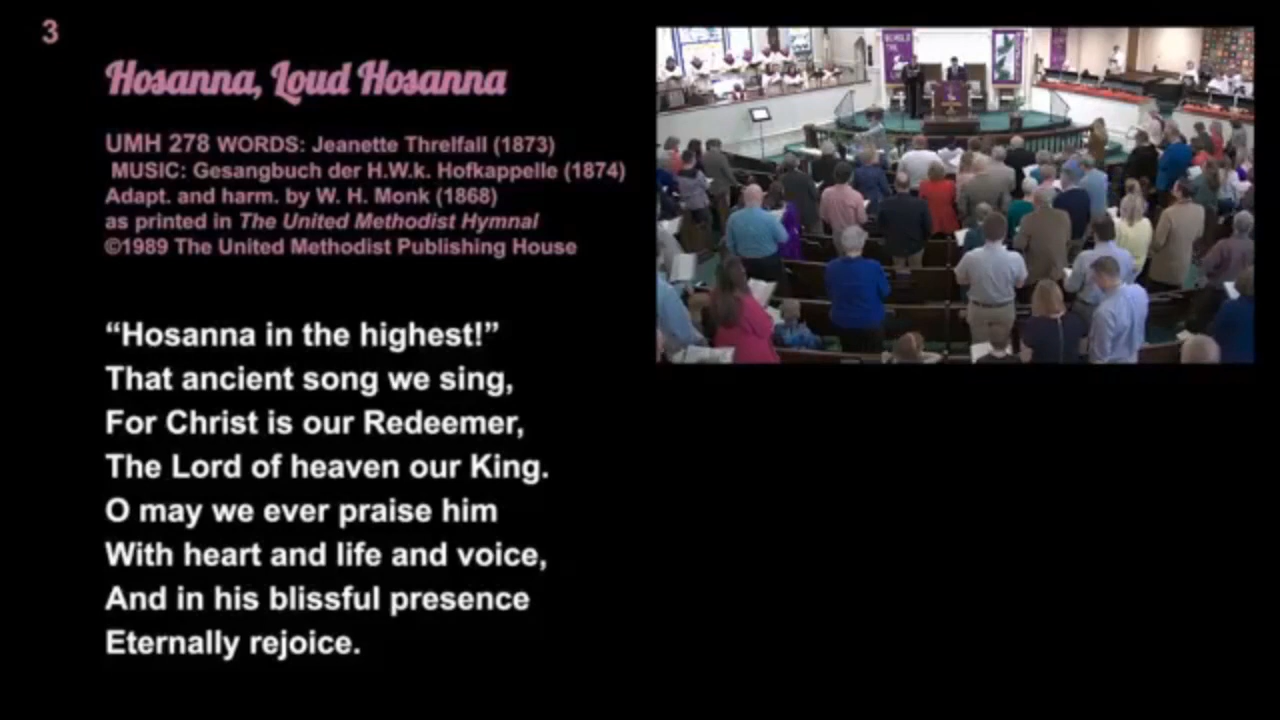 3
Hosanna, Loud Hosanna
UMH 278 WORDS: Jeanette Threlfall (1873)
MUSIC: Gesangbuch der H.W.k. Hofkappelle (1874)
Adapt. and harm. by W. H. Monk (1868)
as printed in The United Methodist Hymnal
©1989 The United Methodist Publishing House
“Hosanna in the highest!”
That ancient song we sing,
For Christ is our Redeemer,
The Lord of heaven our King.
O may we ever praise him
With heart and life and voice,
And in his blissful presence
Eternally rejoice.